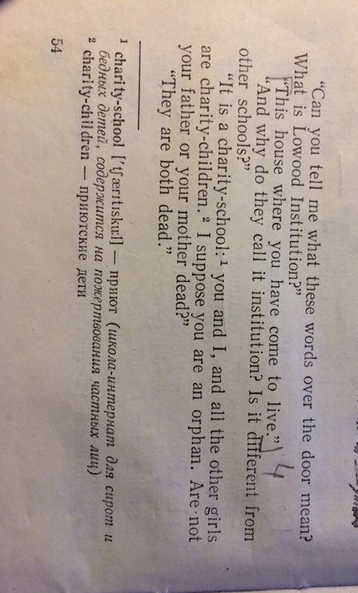 “Can you tell me what these words over the door mean?
What is Lowood Institution?”
“This house where you have come to live.” 4
“And why do they call it institution? Is it different from
other schools?”
“It is a charity-school:¹ you and I, and all the other girls
are charity-children.² I suppose you are an orphan. Are not
your father or your mother dead?”
“They are both dead.”
¹ charity-school [ˈtʃærɪtɪskuːl] — приют (школа-интернат для сирот и
бедных детей, содержится на пожертвования частных лиц)
² charity-children — приютские дети
54